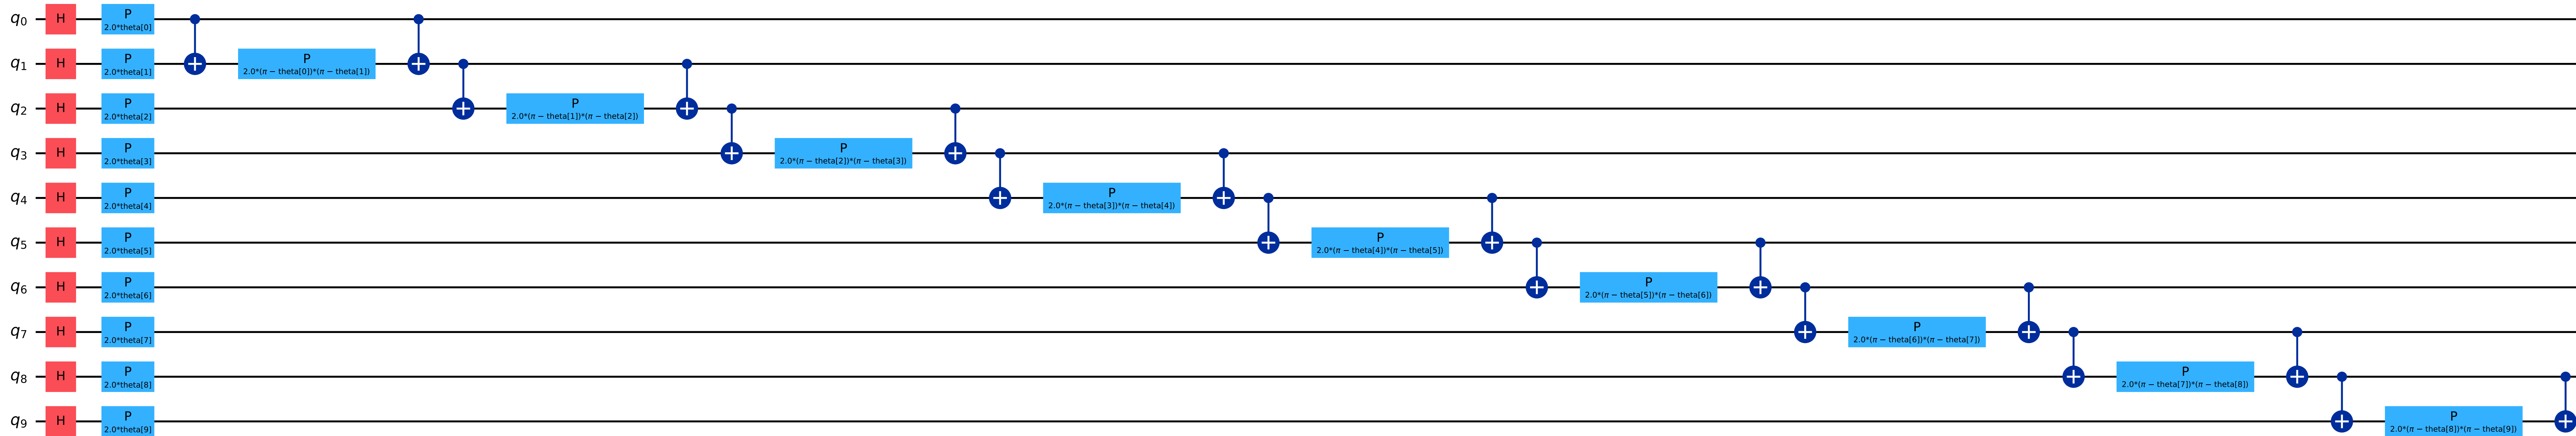 q0 H P 2.0*theta[0]
q1 H P 2.0*theta[1] P 2.0*(π − theta[0])*(π − theta[1])
q2 H P 2.0*theta[2] P 2.0*(π − theta[1])*(π − theta[2])
q3 H P 2.0*theta[3] P 2.0*(π − theta[2])*(π − theta[3])
q4 H P 2.0*theta[4] P 2.0*(π − theta[3])*(π − theta[4])
q5 H P 2.0*theta[5] P 2.0*(π − theta[4])*(π − theta[5])
q6 H P 2.0*theta[6] P 2.0*(π − theta[5])*(π − theta[6])
q7 H P 2.0*theta[7] P 2.0*(π − theta[6])*(π − theta[7])
q8 H P 2.0*theta[8] P 2.0*(π − theta[7])*(π − theta[8])
q9 H P 2.0*theta[9] P 2.0*(π − theta[8])*(π − theta[9])